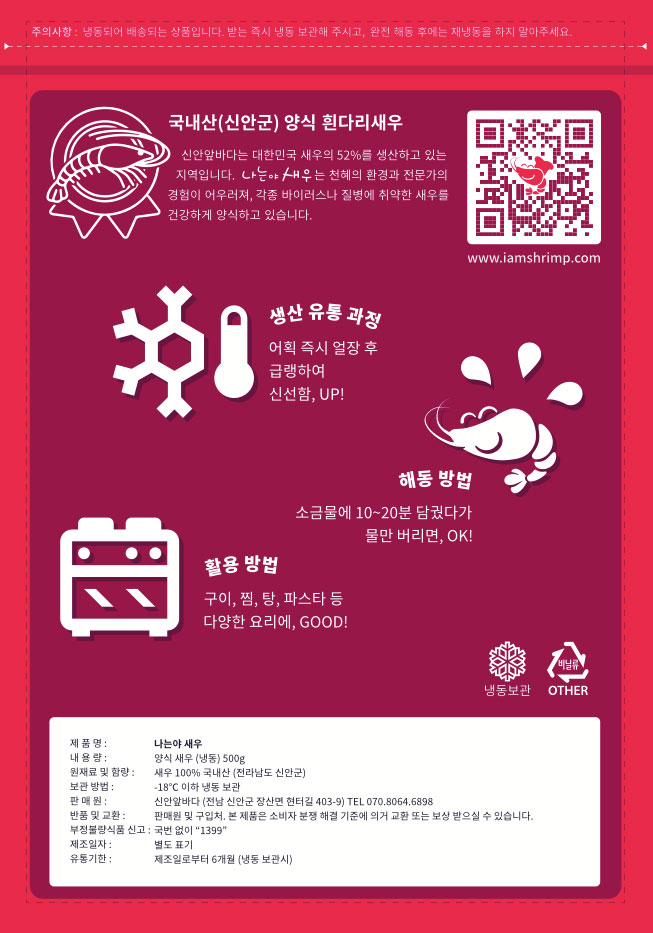 주의사항 : 냉동되어 배송되는 상품입니다. 받는 즉시 냉동 보관해 주시고, 완전 해동 후에는 재냉동을 하지 말아주세요.
국내산(신안군) 양식 흰다리새우
신안앞바다는 대한민국 새우의 52%를 생산하고 있는
지역입니다. 나는야 새우는 천혜의 환경과 전문가의
경험이 어우러져, 각종 바이러스나 질병에 취약한 새우를
건강하게 양식하고 있습니다.
www.iamshrimp.com
생산 유통 과정
어획 즉시 얼장 후
급랭하여
신선함, UP!
해동 방법
소금물에 10~20분 담궜다가
물만 버리면, OK!
활용 방법
구이, 찜, 탕, 파스타 등
다양한 요리에, GOOD!
비닐류
냉동보관 OTHER
제 품 명 : 나는야 새우
내 용 량 : 양식 새우 (냉동) 500g
원재료 및 함량 : 새우 100% 국내산 (전라남도 신안군)
보관 방법 : -18℃ 이하 냉동 보관
판 매 원 : 신안앞바다 (전남 신안군 장산면 현터길 403-9) TEL 070.8064.6898
반품 및 교환 : 판매원 및 구입처. 본 제품은 소비자 분쟁 해결 기준에 의거 교환 또는 보상 받으실 수 있습니다.
부정불량식품 신고 : 국번 없이 “1399”
제조일자 : 별도 표기
유통기한 : 제조일로부터 6개월 (냉동 보관시)